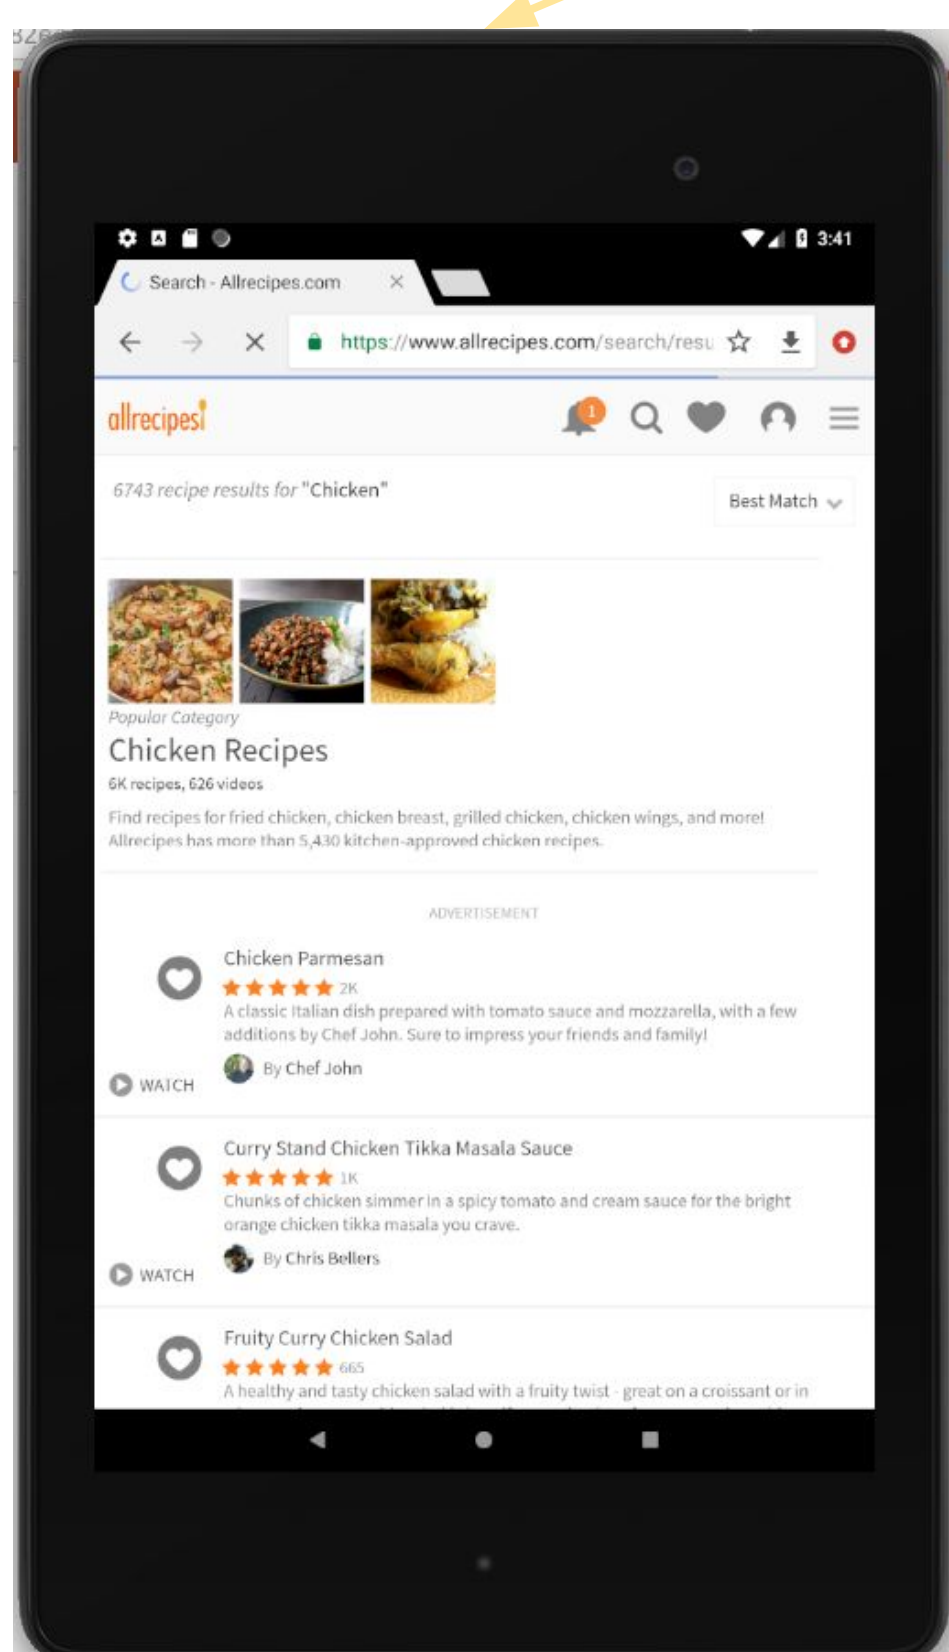 82
3:41
Search - Allrecipes.com
https://www.allrecipes.com/search/resu
allrecipes
1
6743 recipe results for "Chicken"
Best Match
Popular Category
Chicken Recipes
6K recipes, 626 videos
Find recipes for fried chicken, chicken breast, grilled chicken, chicken wings, and more!
Allrecipes has more than 5,430 kitchen-approved chicken recipes.
ADVERTISEMENT
Chicken Parmesan
2K
A classic Italian dish prepared with tomato sauce and mozzarella, with a few
additions by Chef John. Sure to impress your friends and family!
By Chef John
WATCH
Curry Stand Chicken Tikka Masala Sauce
1K
Chunks of chicken simmer in a spicy tomato and cream sauce for the bright
orange chicken tikka masala you crave.
By Chris Bellers
WATCH
Fruity Curry Chicken Salad
665
A healthy and tasty chicken salad with a fruity twist - great on a croissant or in